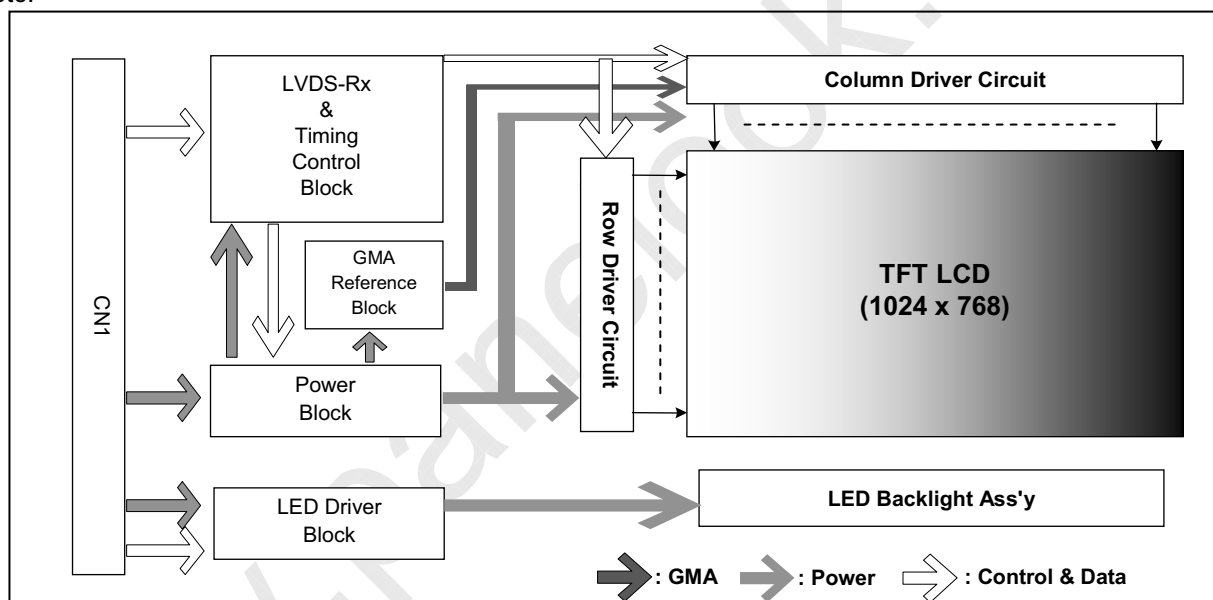 CN1
LVDS-Rx
&
Timing
Control
Block
GMA
Reference
Block
Power
Block
LED Driver
Block
Column Driver Circuit
Row Driver Circuit
TFT LCD
(1024 x 768)
LED Backlight Ass'y
: GMA
: Power
: Control & Data